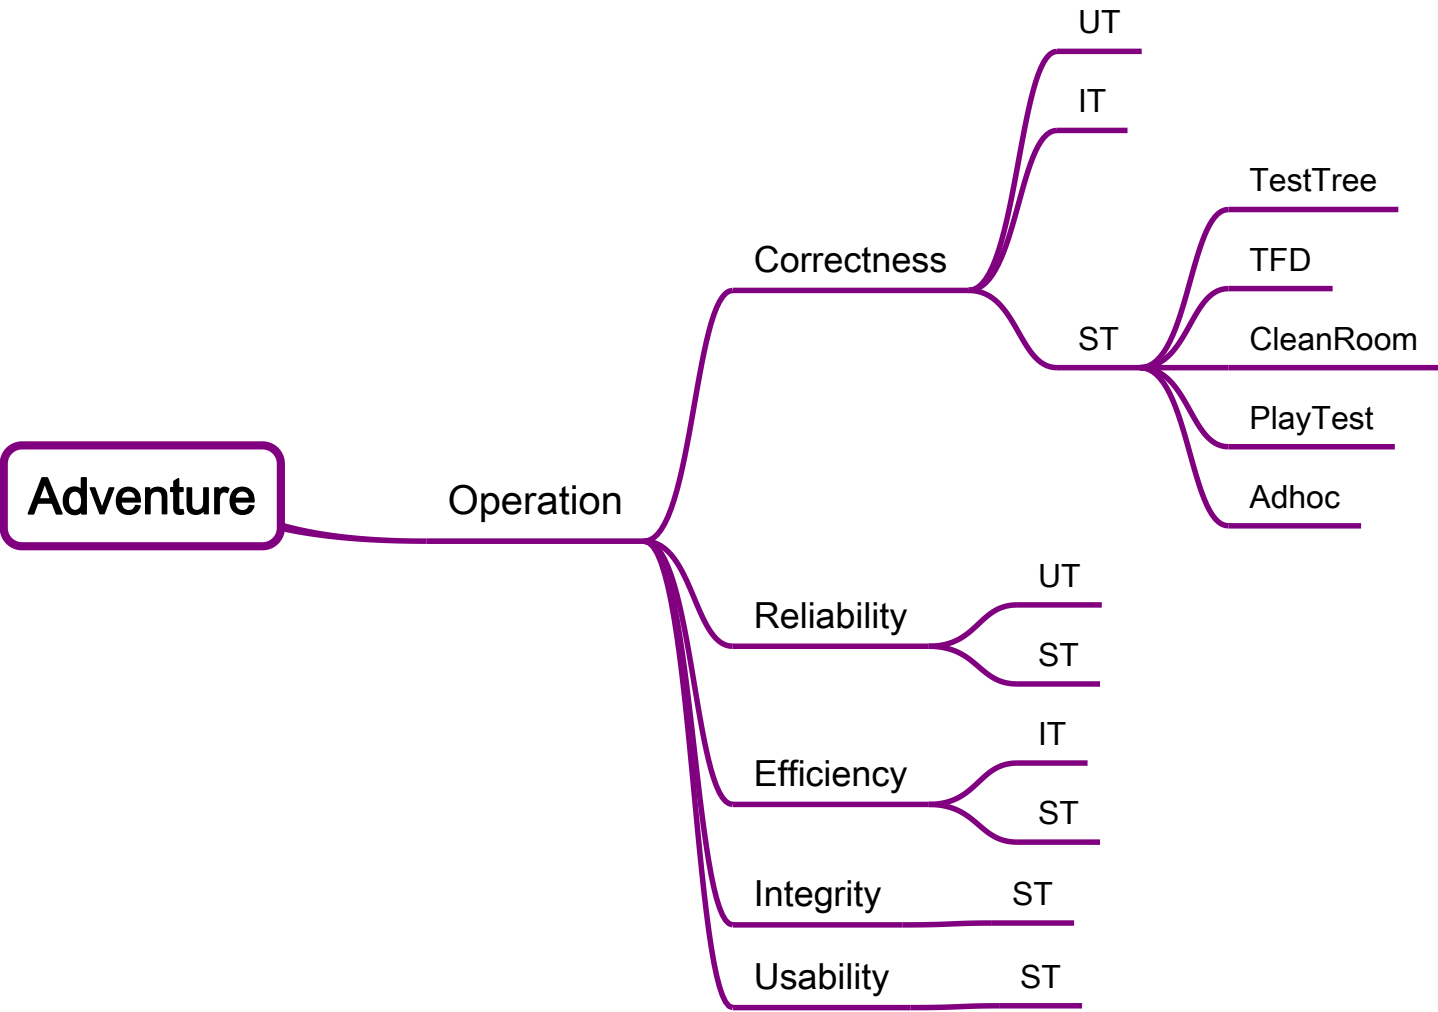 Adventure
Operation
Correctness
UT
IT
ST
TestTree
TFD
CleanRoom
PlayTest
Adhoc
Reliability
UT
ST
Efficiency
IT
ST
Integrity
ST
Usability
ST